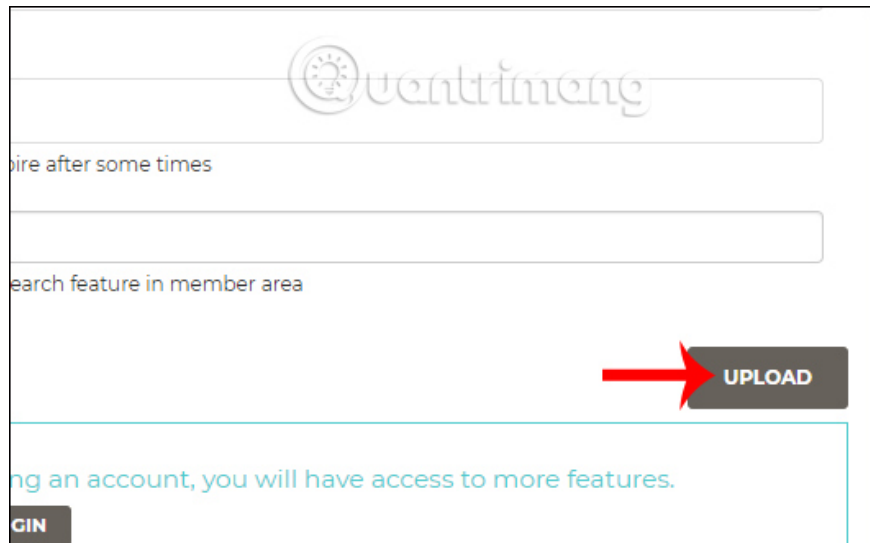 Quantrimang
pire after some times
earch feature in member area
UPLOAD
ng an account, you will have access to more features.
GIN